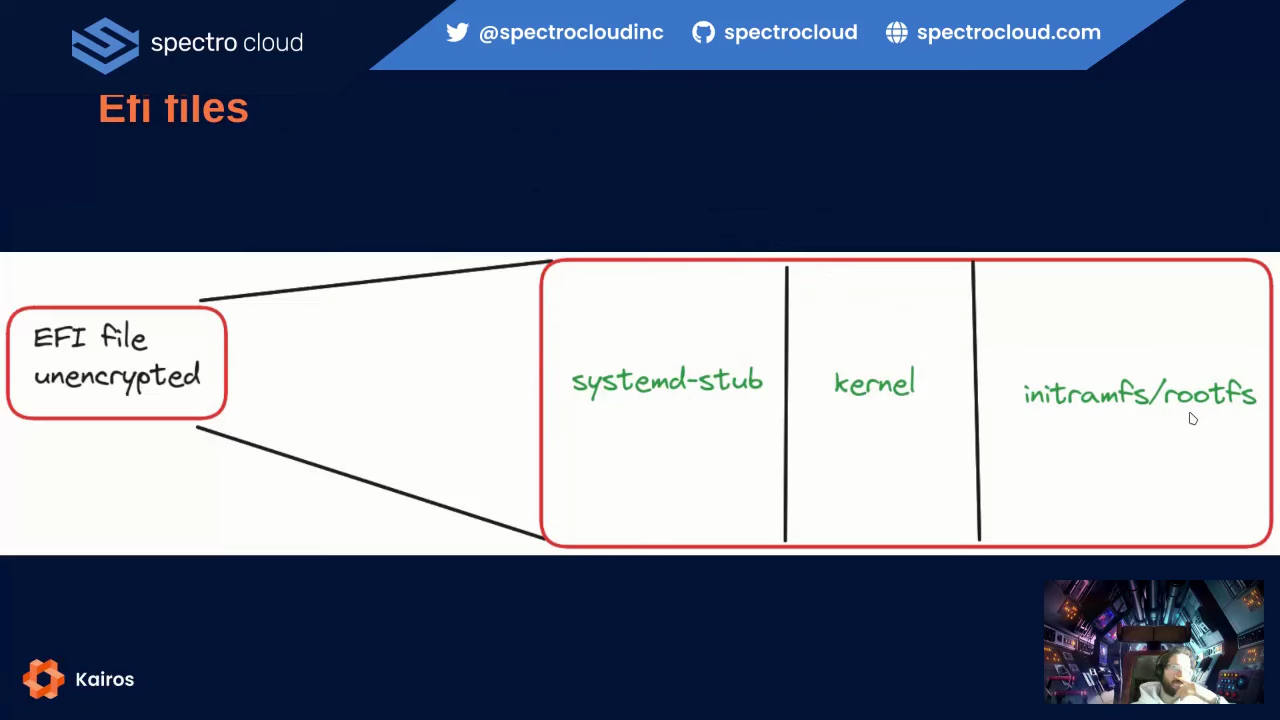 spectro cloud
@spectrocloudinc
spectrocloud
spectrocloud.com
Efi files
EFI file
unencrypted
systemd-stub
kernel
initramfs/rootfs
Kairos